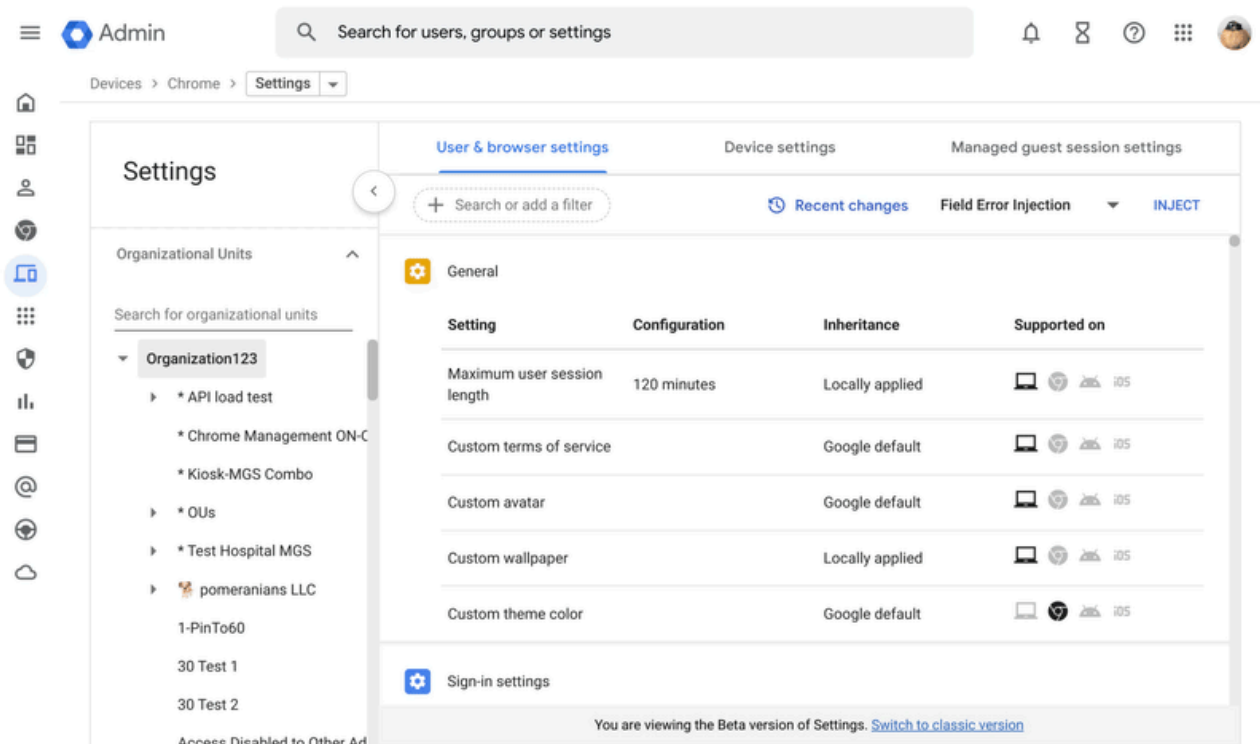 Admin
Search for users, groups or settings
Devices > Chrome > Settings
Settings
Organizational Units
Search for organizational units
Organization123
* API load test
* Chrome Management ON-
* Kiosk-MGS Combo
* OUs
* Test Hospital MGS
pomeranians LLC
1-PinTo60
30 Test 1
30 Test 2
Access Disabled to Other Ad
User & browser settings Device settings Managed guest session settings
Search or add a filter Recent changes Field Error Injection INJECT
General
Setting Configuration Inheritance Supported on
Maximum user session
length 120 minutes Locally applied iOS
Custom terms of service Google default iOS
Custom avatar Google default iOS
Custom wallpaper Locally applied iOS
Custom theme color Google default iOS
Sign-in settings
You are viewing the Beta version of Settings. Switch to classic version